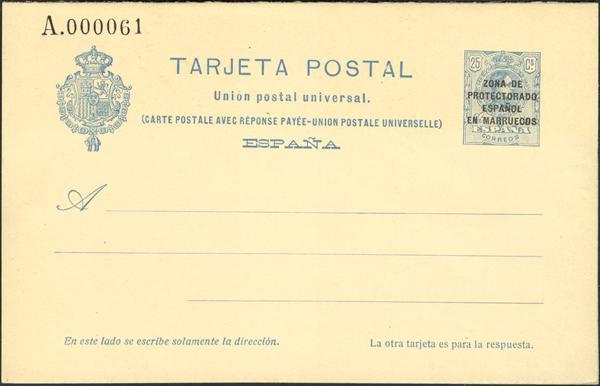 A.000061
TARJETA POSTAL
Unión postal universal.
(CARTE POSTALE AVEC RÉPONSE PAYÉE-UNION POSTALE UNIVERSELLE)
ESPAÑA
25 Cs
ZONA DE
PROTECTORADO
ESPAÑOL
EN MARRUECOS
ESPAÑA
CORREOS
A
En este lado se escribe solamente la dirección.
La otra tarjeta es para la respuesta.